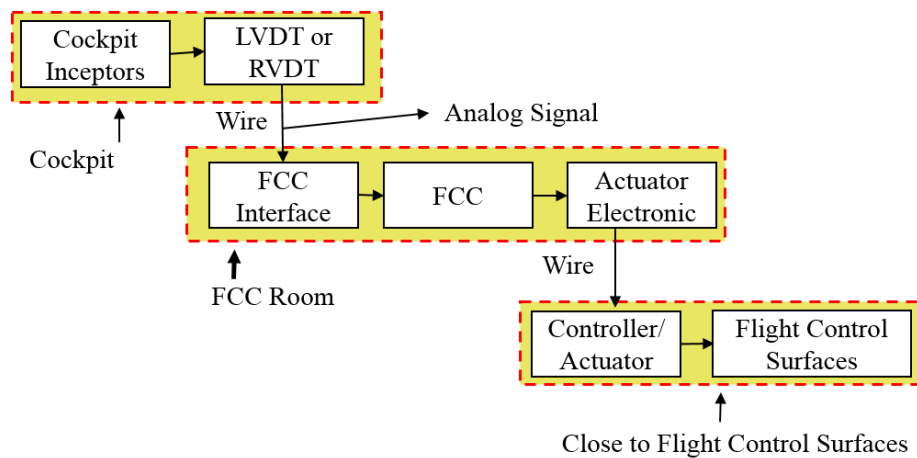 Cockpit
Inceptors
LVDT or
RVDT
Wire
Analog Signal
Cockpit
FCC
Interface
FCC
Actuator
Electronic
FCC Room
Wire
Controller/
Actuator
Flight Control
Surfaces
Close to Flight Control Surfaces